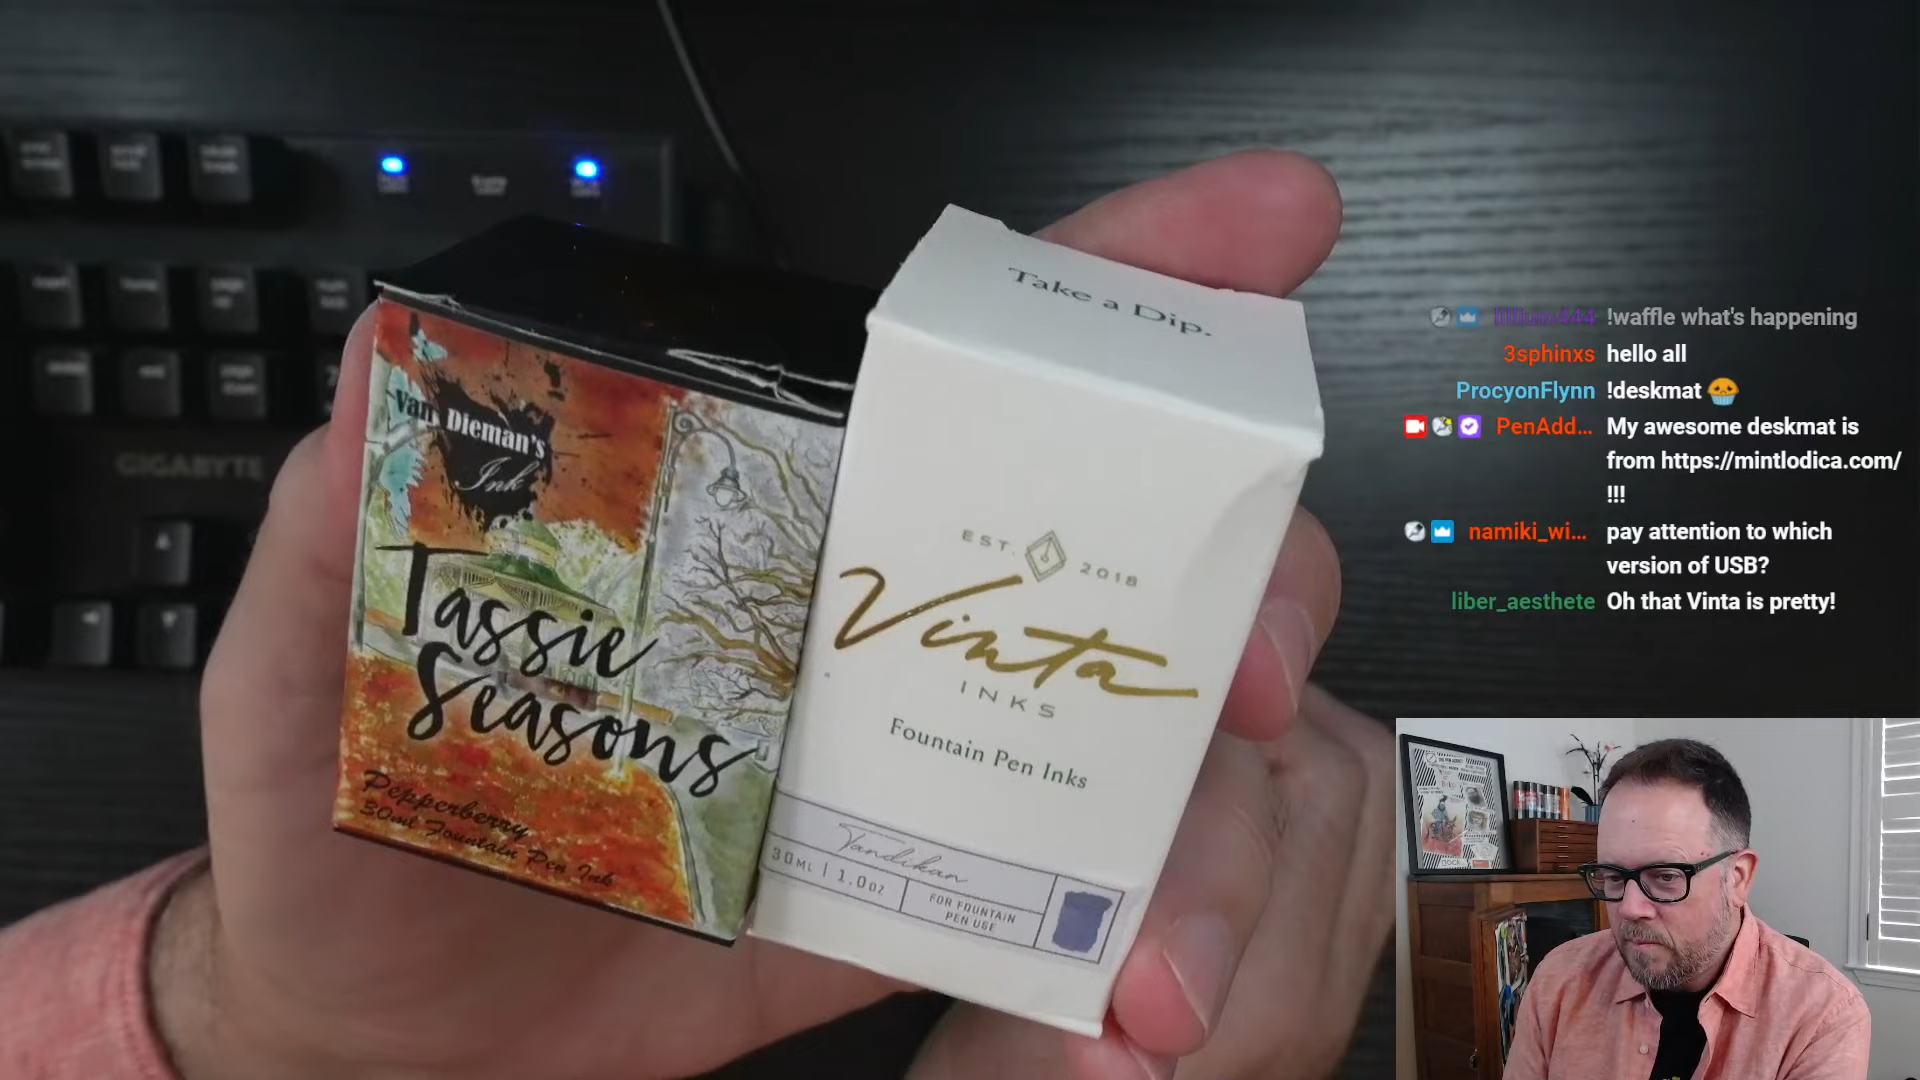 GIGABYTE
Van Dieman's
Ink
Tassie
Seasons
Pepperberry
30ml Fountain Pen Ink
Take a Dip.
EST. 2018
Vinta
INKS
Fountain Pen Inks
Tandikan
30ML | 1.0OZ
FOR FOUNTAIN
PEN USE
!waffle what's happening
3sphinxs hello all
ProcyonFlynn !deskmat
PenAdd... My awesome deskmat is
from https://mintlodica.com/
!!!
namiki_wi... pay attention to which
version of USB?
liber_aesthete Oh that Vinta is pretty!